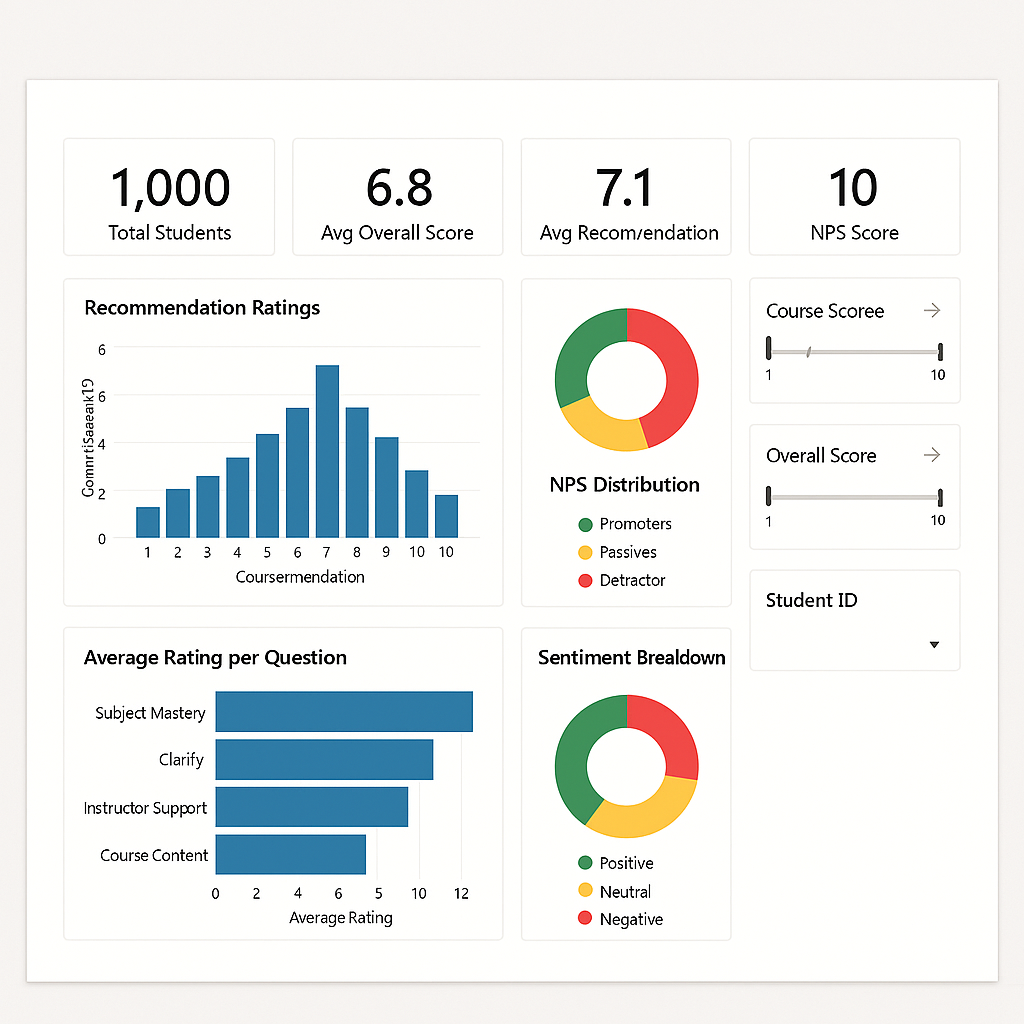 1,000
Total Students
6.8
Avg Overall Score
7.1
Avg Recom/endation
10
NPS Score
Recommendation Ratings
6
6
4
2
0
1 2 3 4 5 6 7 8 9 10 10
Coursermendation
NPS Distribution
Promoters
Passives
Detractor
Course Scoree →
1 10
Overall Score →
1 10
Student ID
Average Rating per Question
Subject Mastery
Clarify
Instructor Support
Course Content
0 2 4 6 5 10 12
Average Rating
Sentiment Brealdown
Positive
Neutral
Negative